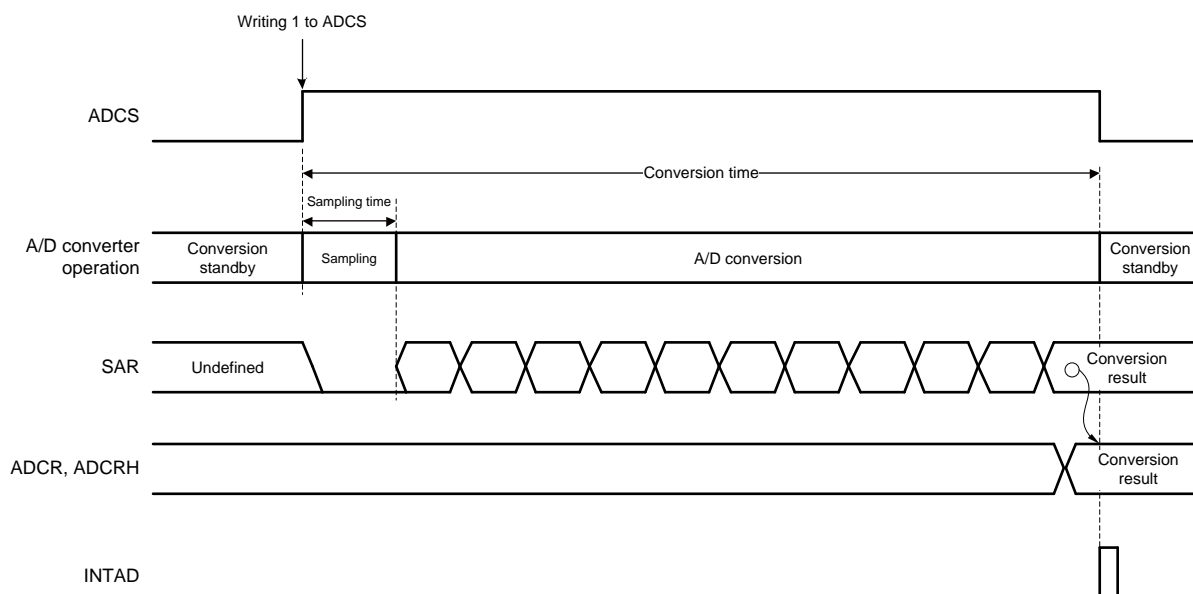 Writing 1 to ADCS
ADCS
Conversion time
Sampling time
A/D converter
operation
Conversion
standby
Sampling
A/D conversion
Conversion
standby
SAR
Undefined
Conversion
result
ADCR, ADCRH
Conversion
result
INTAD